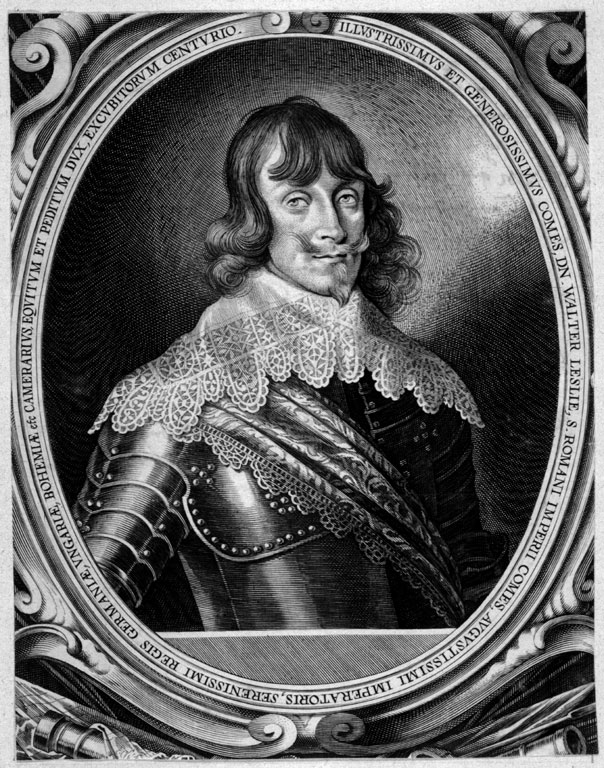 ILLVSTRISSIMVS ET GENEROSISSIMVS COMES, DN. WALTER LESLIE, S. ROMANI IMPERII COMES AVGVSTISSIMI IMPERATORIS, SERENISSIMI REGIS GERMANIÆ, VNGARIÆ, BOHEMIÆ etc CAMERARIVS EQVITVM ET PEDITVM DVX, EXCVBITORVM CENTVRIO.